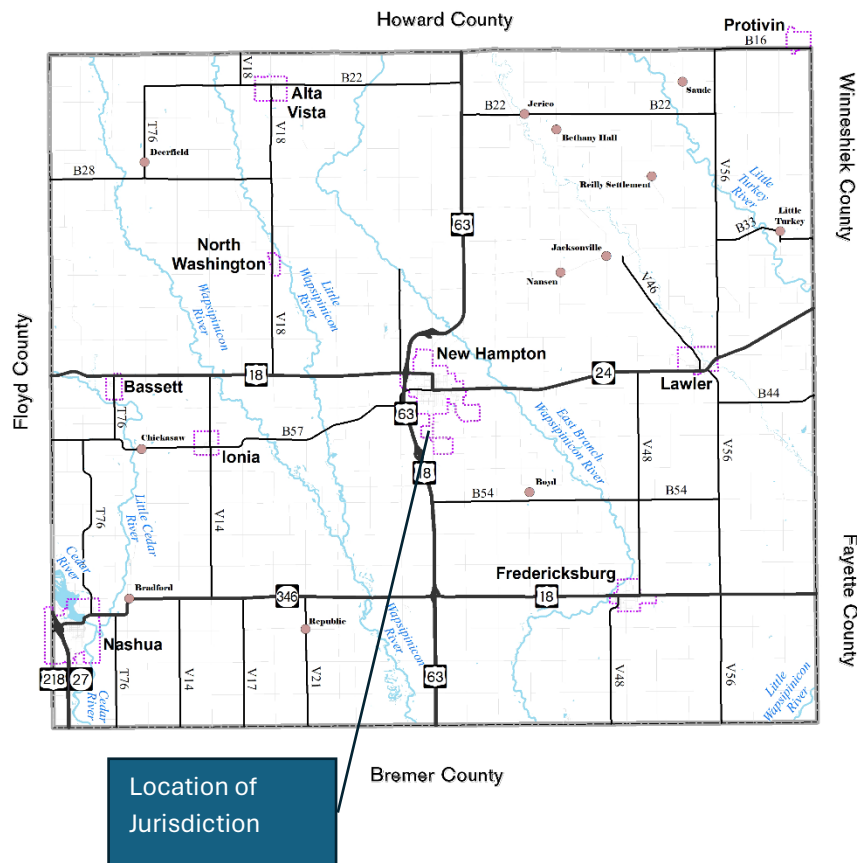 Howard County
Protivin
B16
V18
B22
Alta
Vista
Saude
B22
Jerico
B22
T76
V18
Bethany Hall
Deerfield
B28
Reilly Settlement
V56
Little
Turkey
River
Winneshiek County
63
Little
Turkey
B33
North
Washington
Jacksonville
Nansen
V46
Wapsipinicon
River
Little
Wapsipinicon
River
V18
Floyd County
New Hampton
18
24
Bassett
Lawler
T76
63
B44
B57
Chickasaw
Ionia
East Branch
Wapsipinicon River
V48
V56
8
Boyd
B54
B54
T76
Little Cedar
River
V14
Cedar
River
Fredericksburg
Fayette County
Bradford
346
18
Republic
Wapsipinicon
River
Nashua
218
27
Cedar
River
T76
V14
V17
V21
63
V48
V56
Little
Wapsipinicon
River
Bremer County
Location of
Jurisdiction